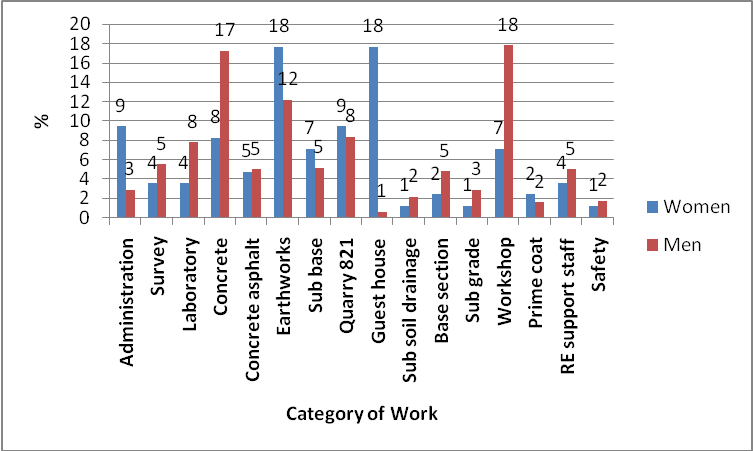 20
18
16
14
12
10
8
6
4
2
0
%
9
3
4
5
4
8
8
17
5
5
18
12
7
5
9
8
18
1
1
2
2
5
1
3
7
18
2
2
4
5
1
2
Administration
Survey
Laboratory
Concrete
Concrete asphalt
Earthworks
Sub base
Quarry 821
Guest house
Sub soil drainage
Base section
Sub grade
Workshop
Prime coat
RE support staff
Safety
Category of Work
Women
Men